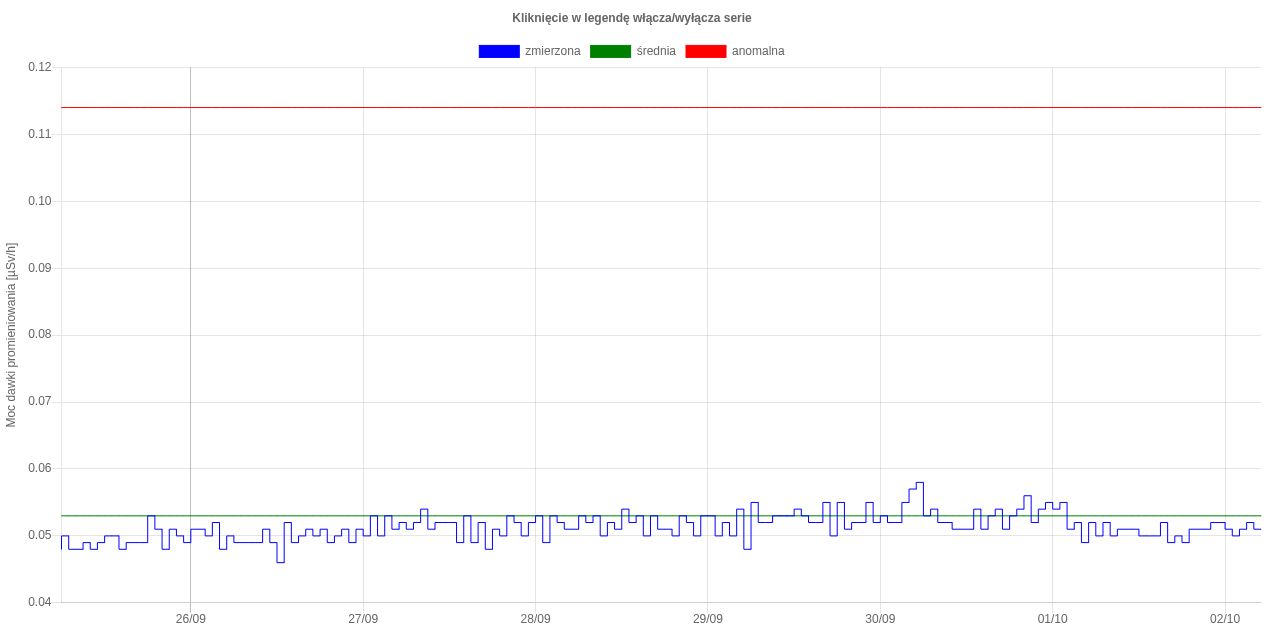 Kliknięcie w legendę włącza/wyłącza serie
zmierzona średnia anomalna
0.12
0.11
0.10
0.09
0.08
0.07
0.06
0.05
0.04
Moc dawki promieniowania [µSv/h]
26/09 27/09 28/09 29/09 30/09 01/10 02/10